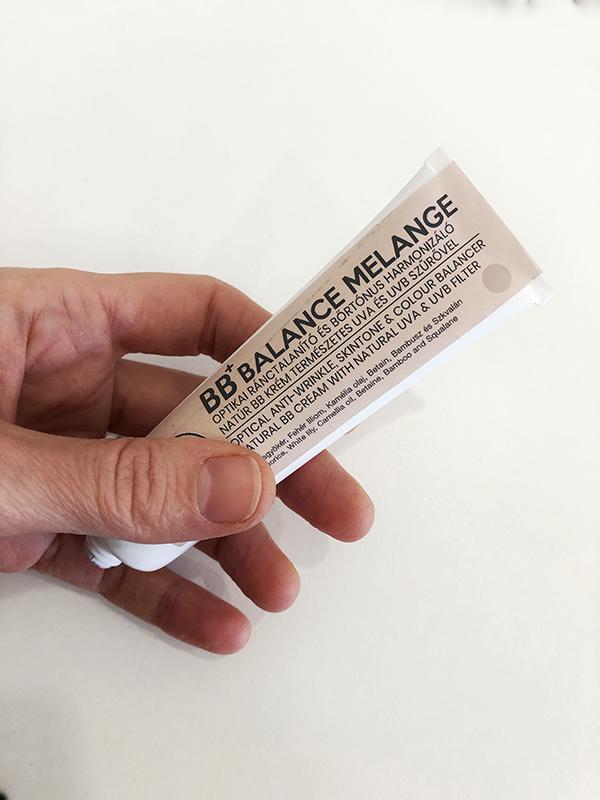 BB+ BALANCE MELANGE
OPTIKAI RÁNCTALANÍTÓ ÉS BŐRTÓNUS HARMONIZÁLÓ
NATÚR BB KRÉM TERMÉSZETES UVA ÉS UVB SZŰRŐVEL
OPTICAL ANTI-WRINKLE, SKINTONE & COLOUR BALANCER
NATURAL BB CREAM WITH NATURAL UVA & UVB FILTER
Fehér liliom, Kamélia olaj, Betain, Bambusz és Szkvalán
White lily, Camellia oil, Betaine, Bamboo and Squalane